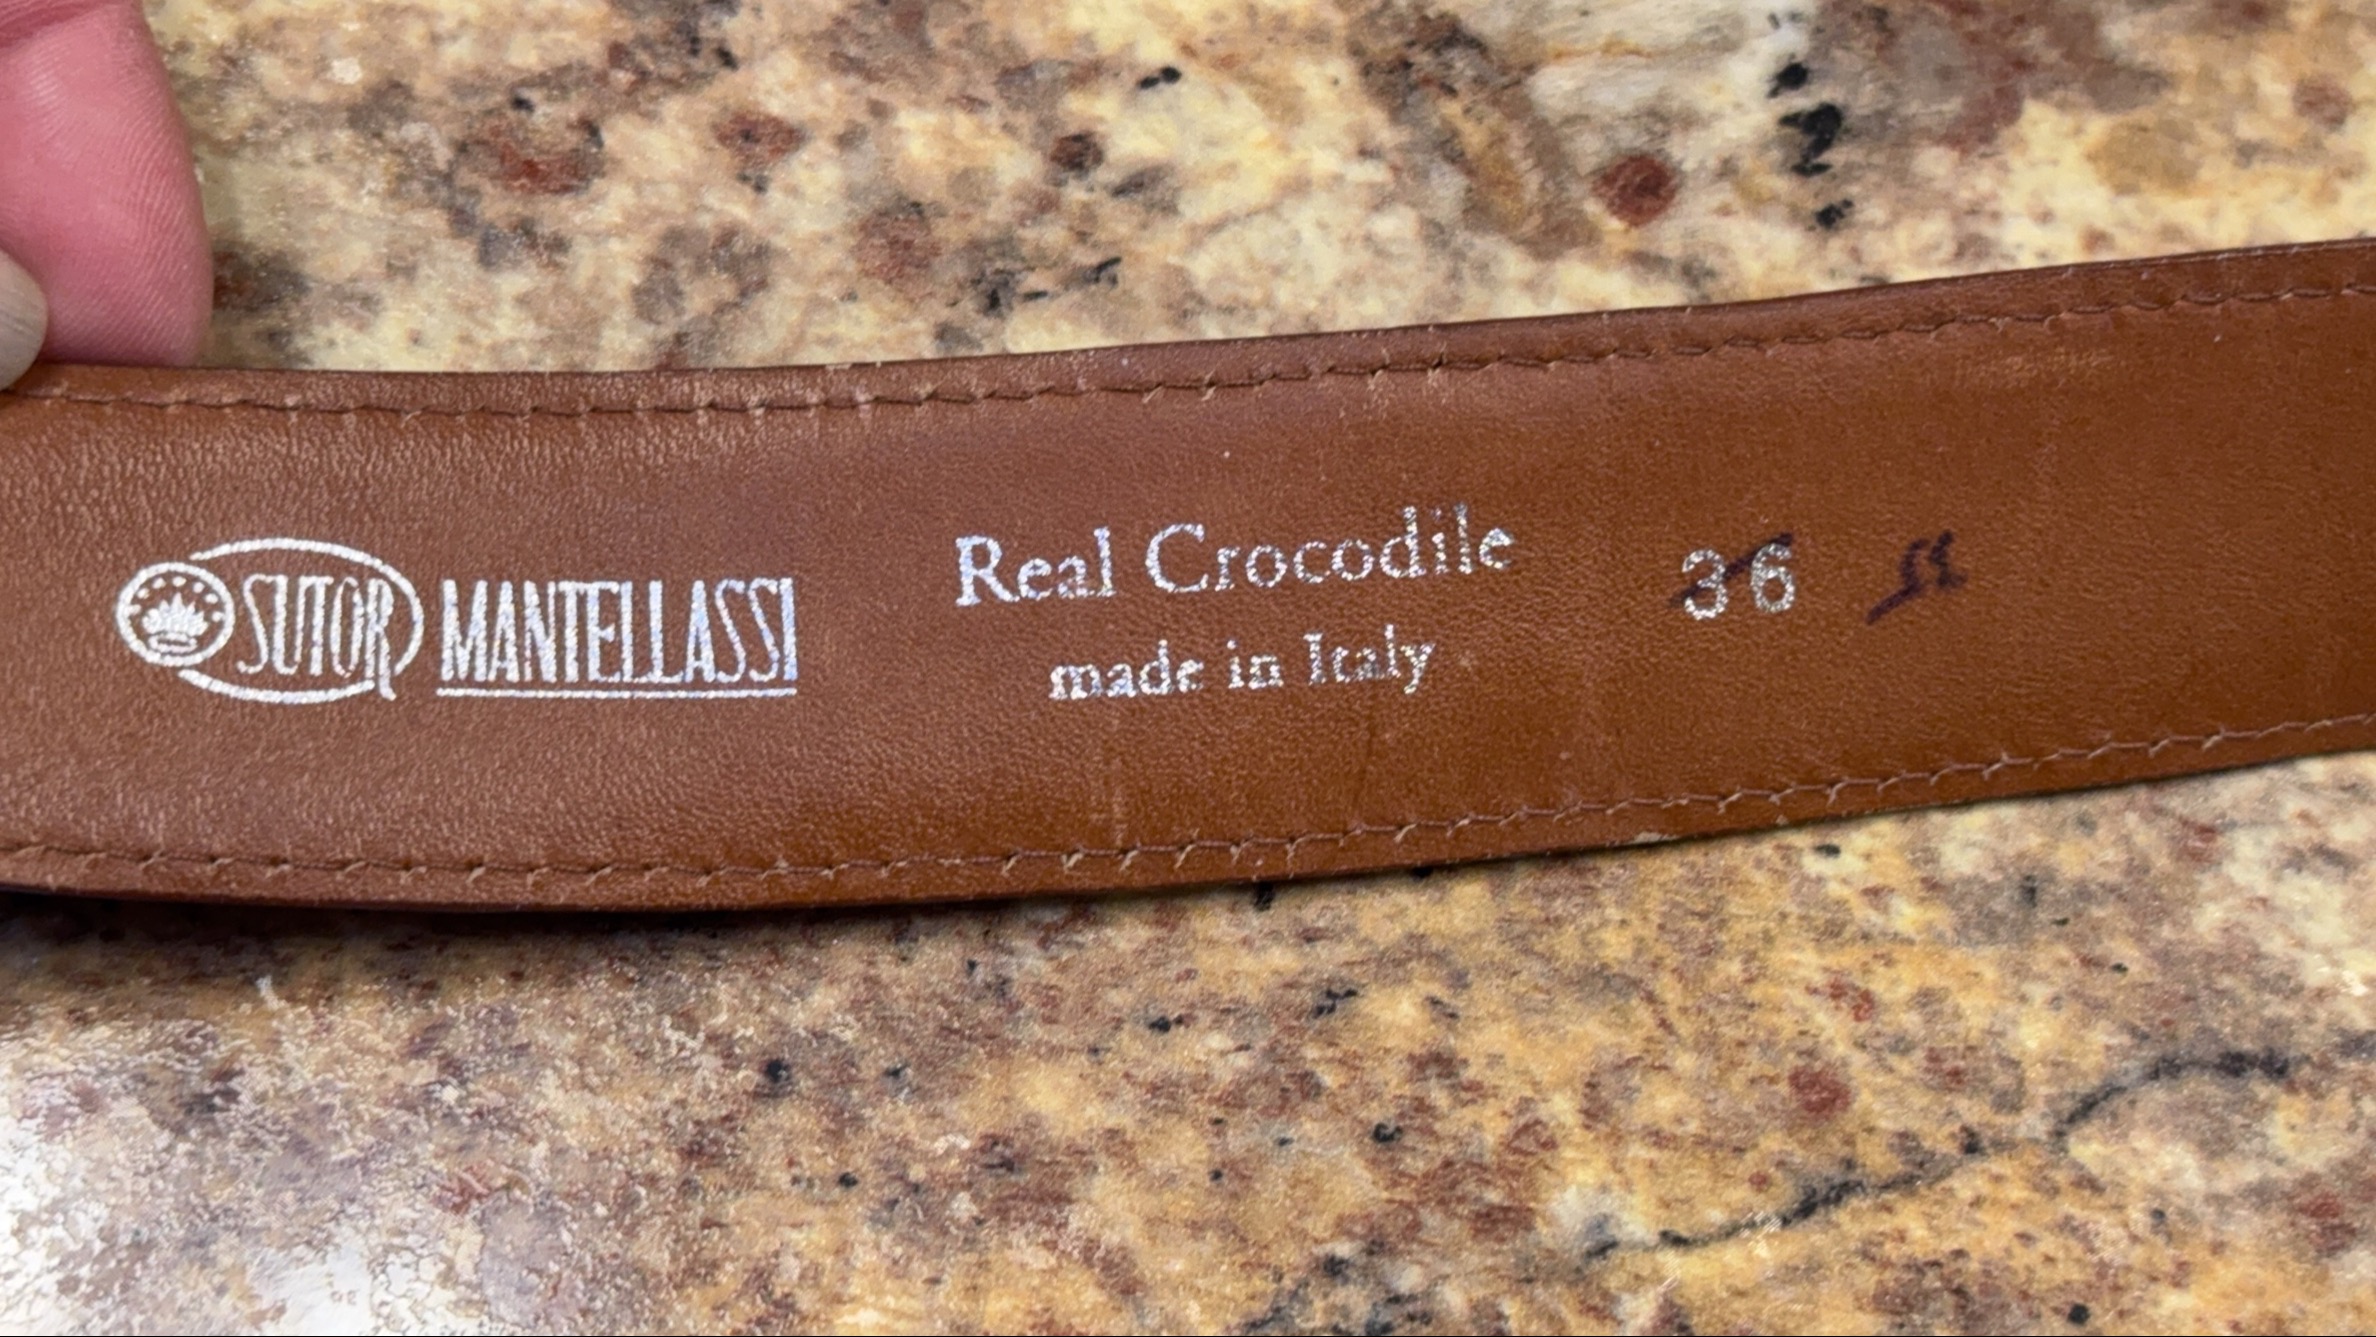 SUTOR MANTELLASSI
Real Crocodile
made in Italy
36